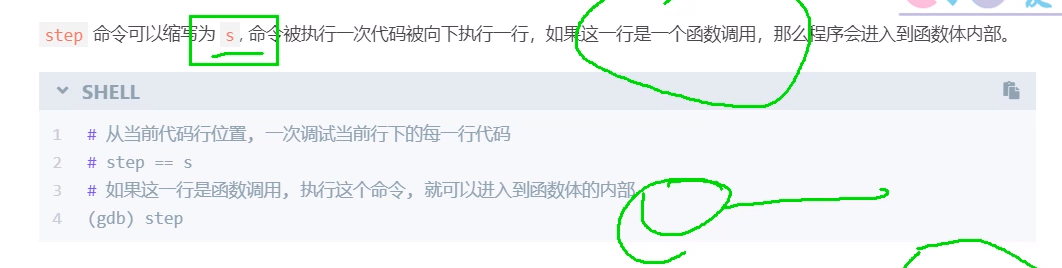 step 命令可以缩写为 s, 命令被执行一次代码被向下执行一行，如果这一行是一个函数调用，那么程序会进入到函数体内部。
SHELL
1 # 从当前代码行位置，一次调试当前行下的每一行代码
2 # step == s
3 # 如果这一行是函数调用，执行这个命令，就可以进入到函数体的内部
4 (gdb) step